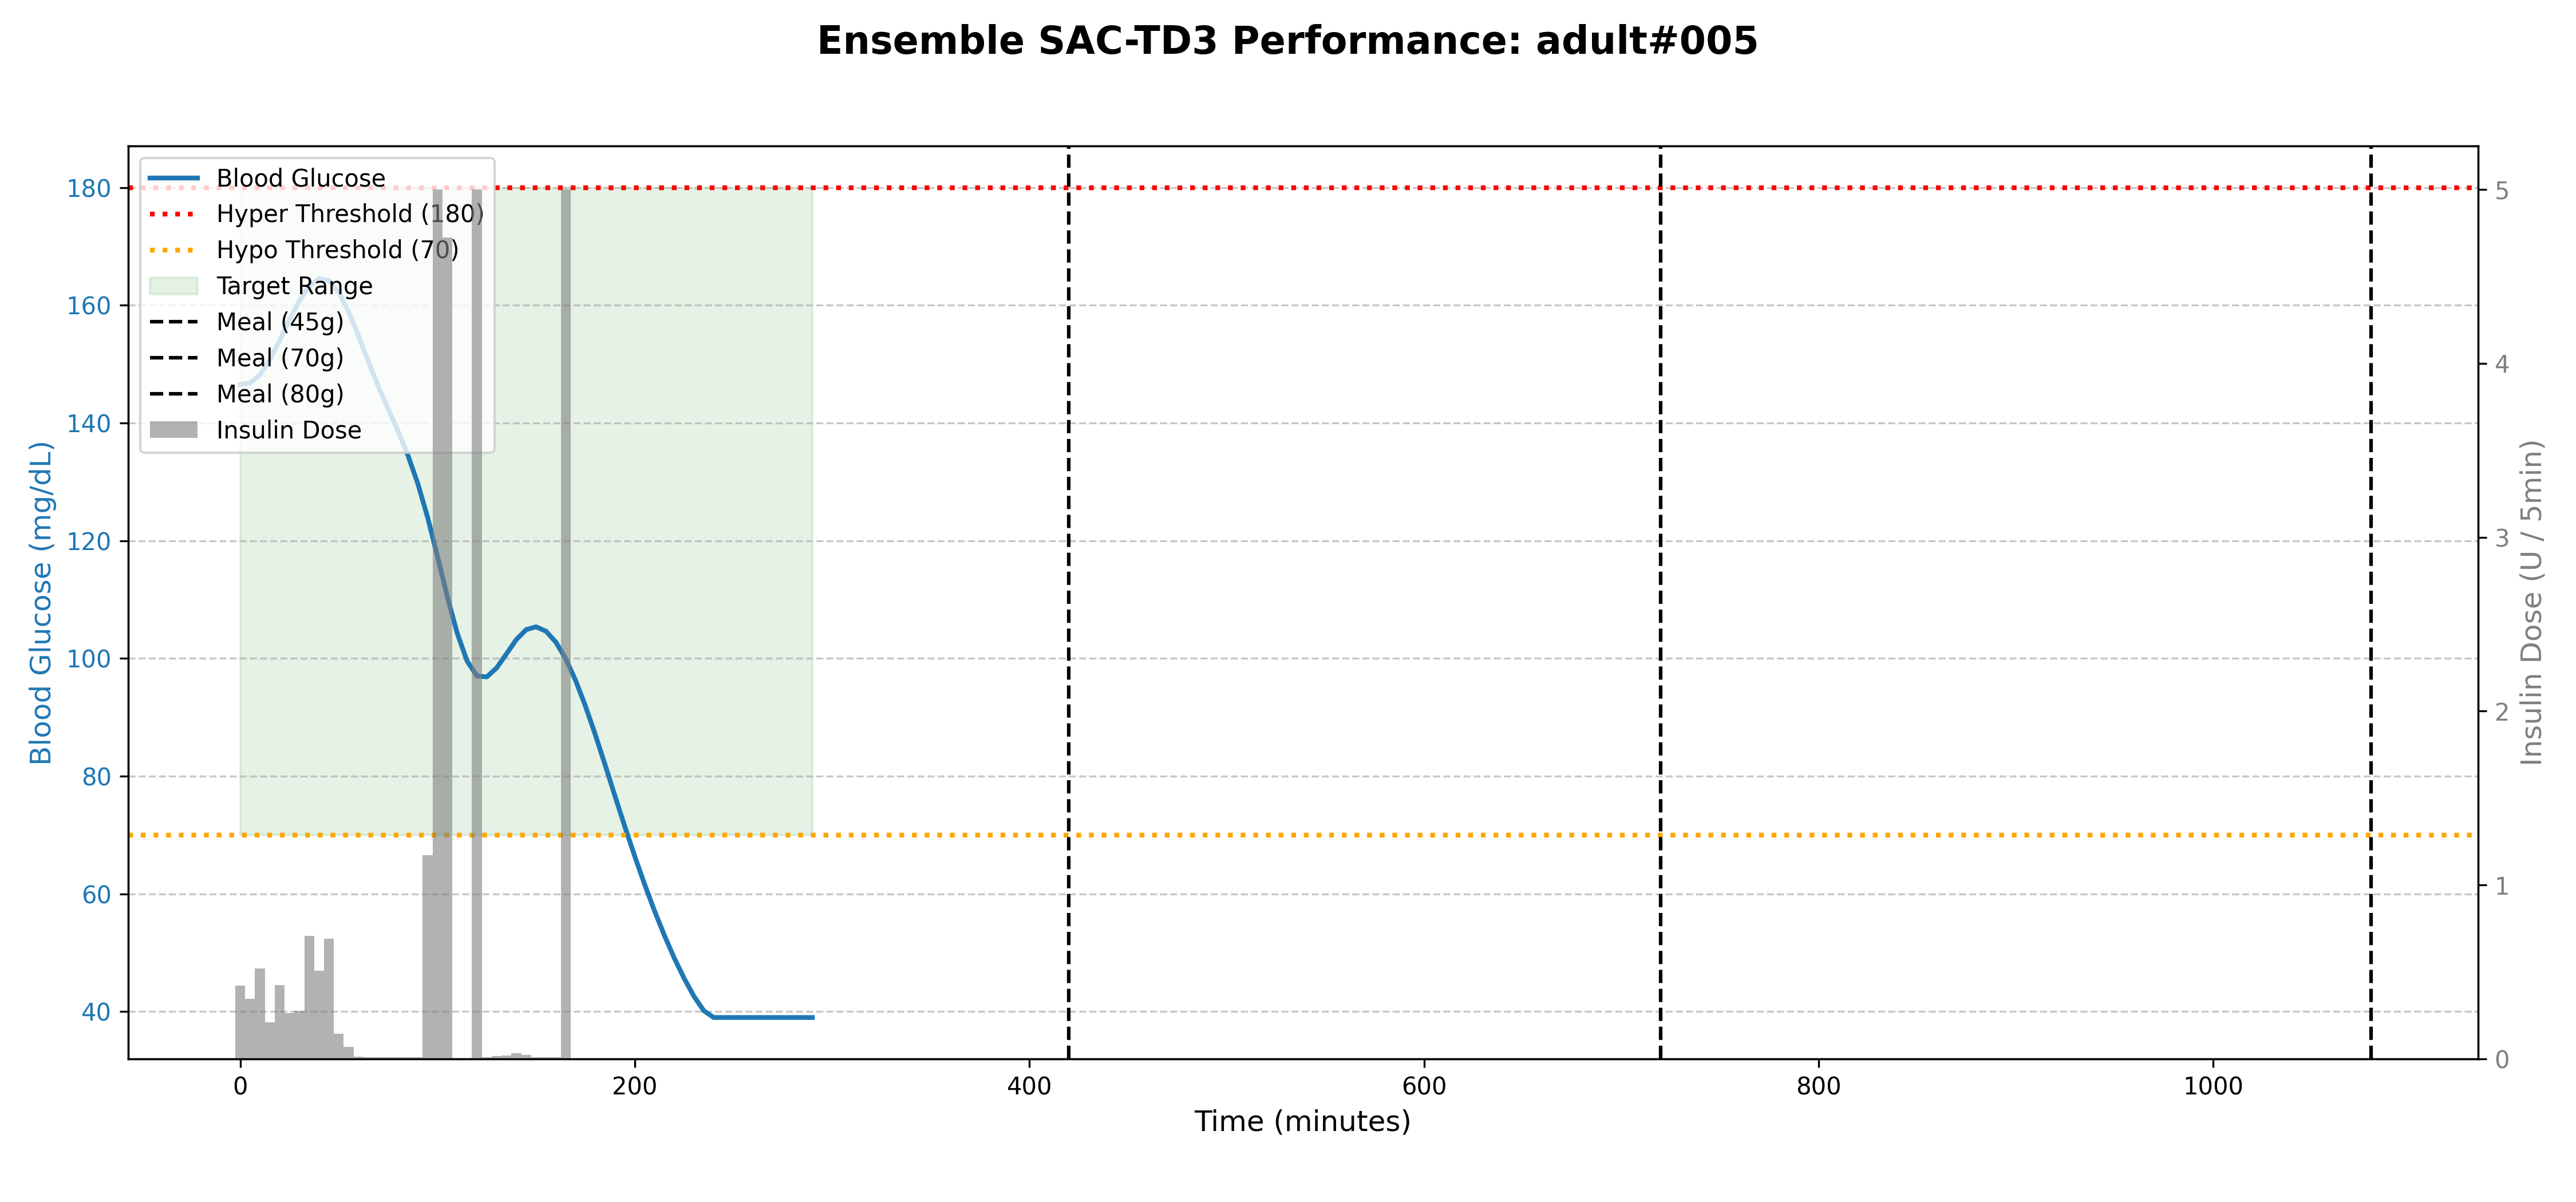 Ensemble SAC-TD3 Performance: adult#005
Blood Glucose
Hyper Threshold (180)
Hypo Threshold (70)
Target Range
Meal (45g)
Meal (70g)
Meal (80g)
Insulin Dose
Blood Glucose (mg/dL)
180
160
140
120
100
80
60
40
5
4
3
2
1
0
Insulin Dose (U / 5min)
0
200
400
600
800
1000
Time (minutes)